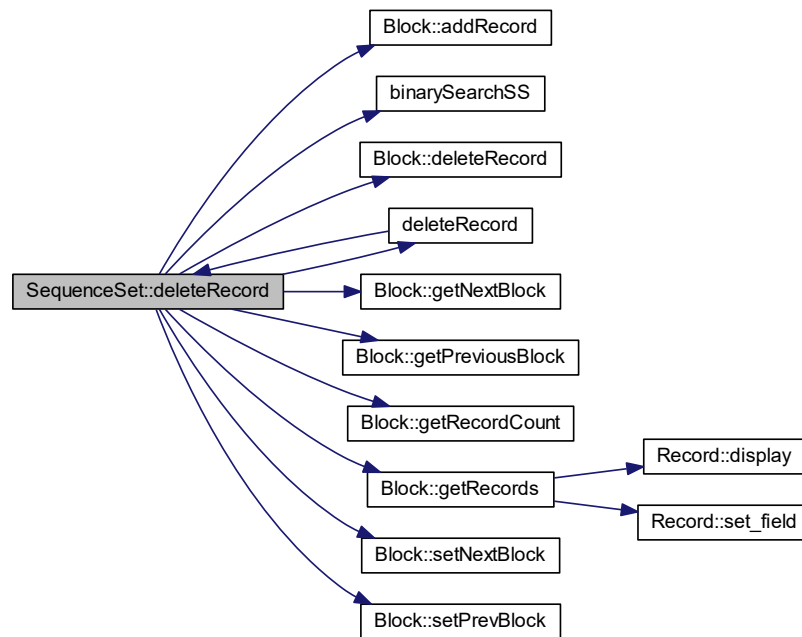 Block::addRecord
binarySearchSS
Block::deleteRecord
deleteRecord
SequenceSet::deleteRecord
Block::getNextBlock
Block::getPreviousBlock
Block::getRecordCount
Record::display
Block::getRecords
Record::set_field
Block::setNextBlock
Block::setPrevBlock